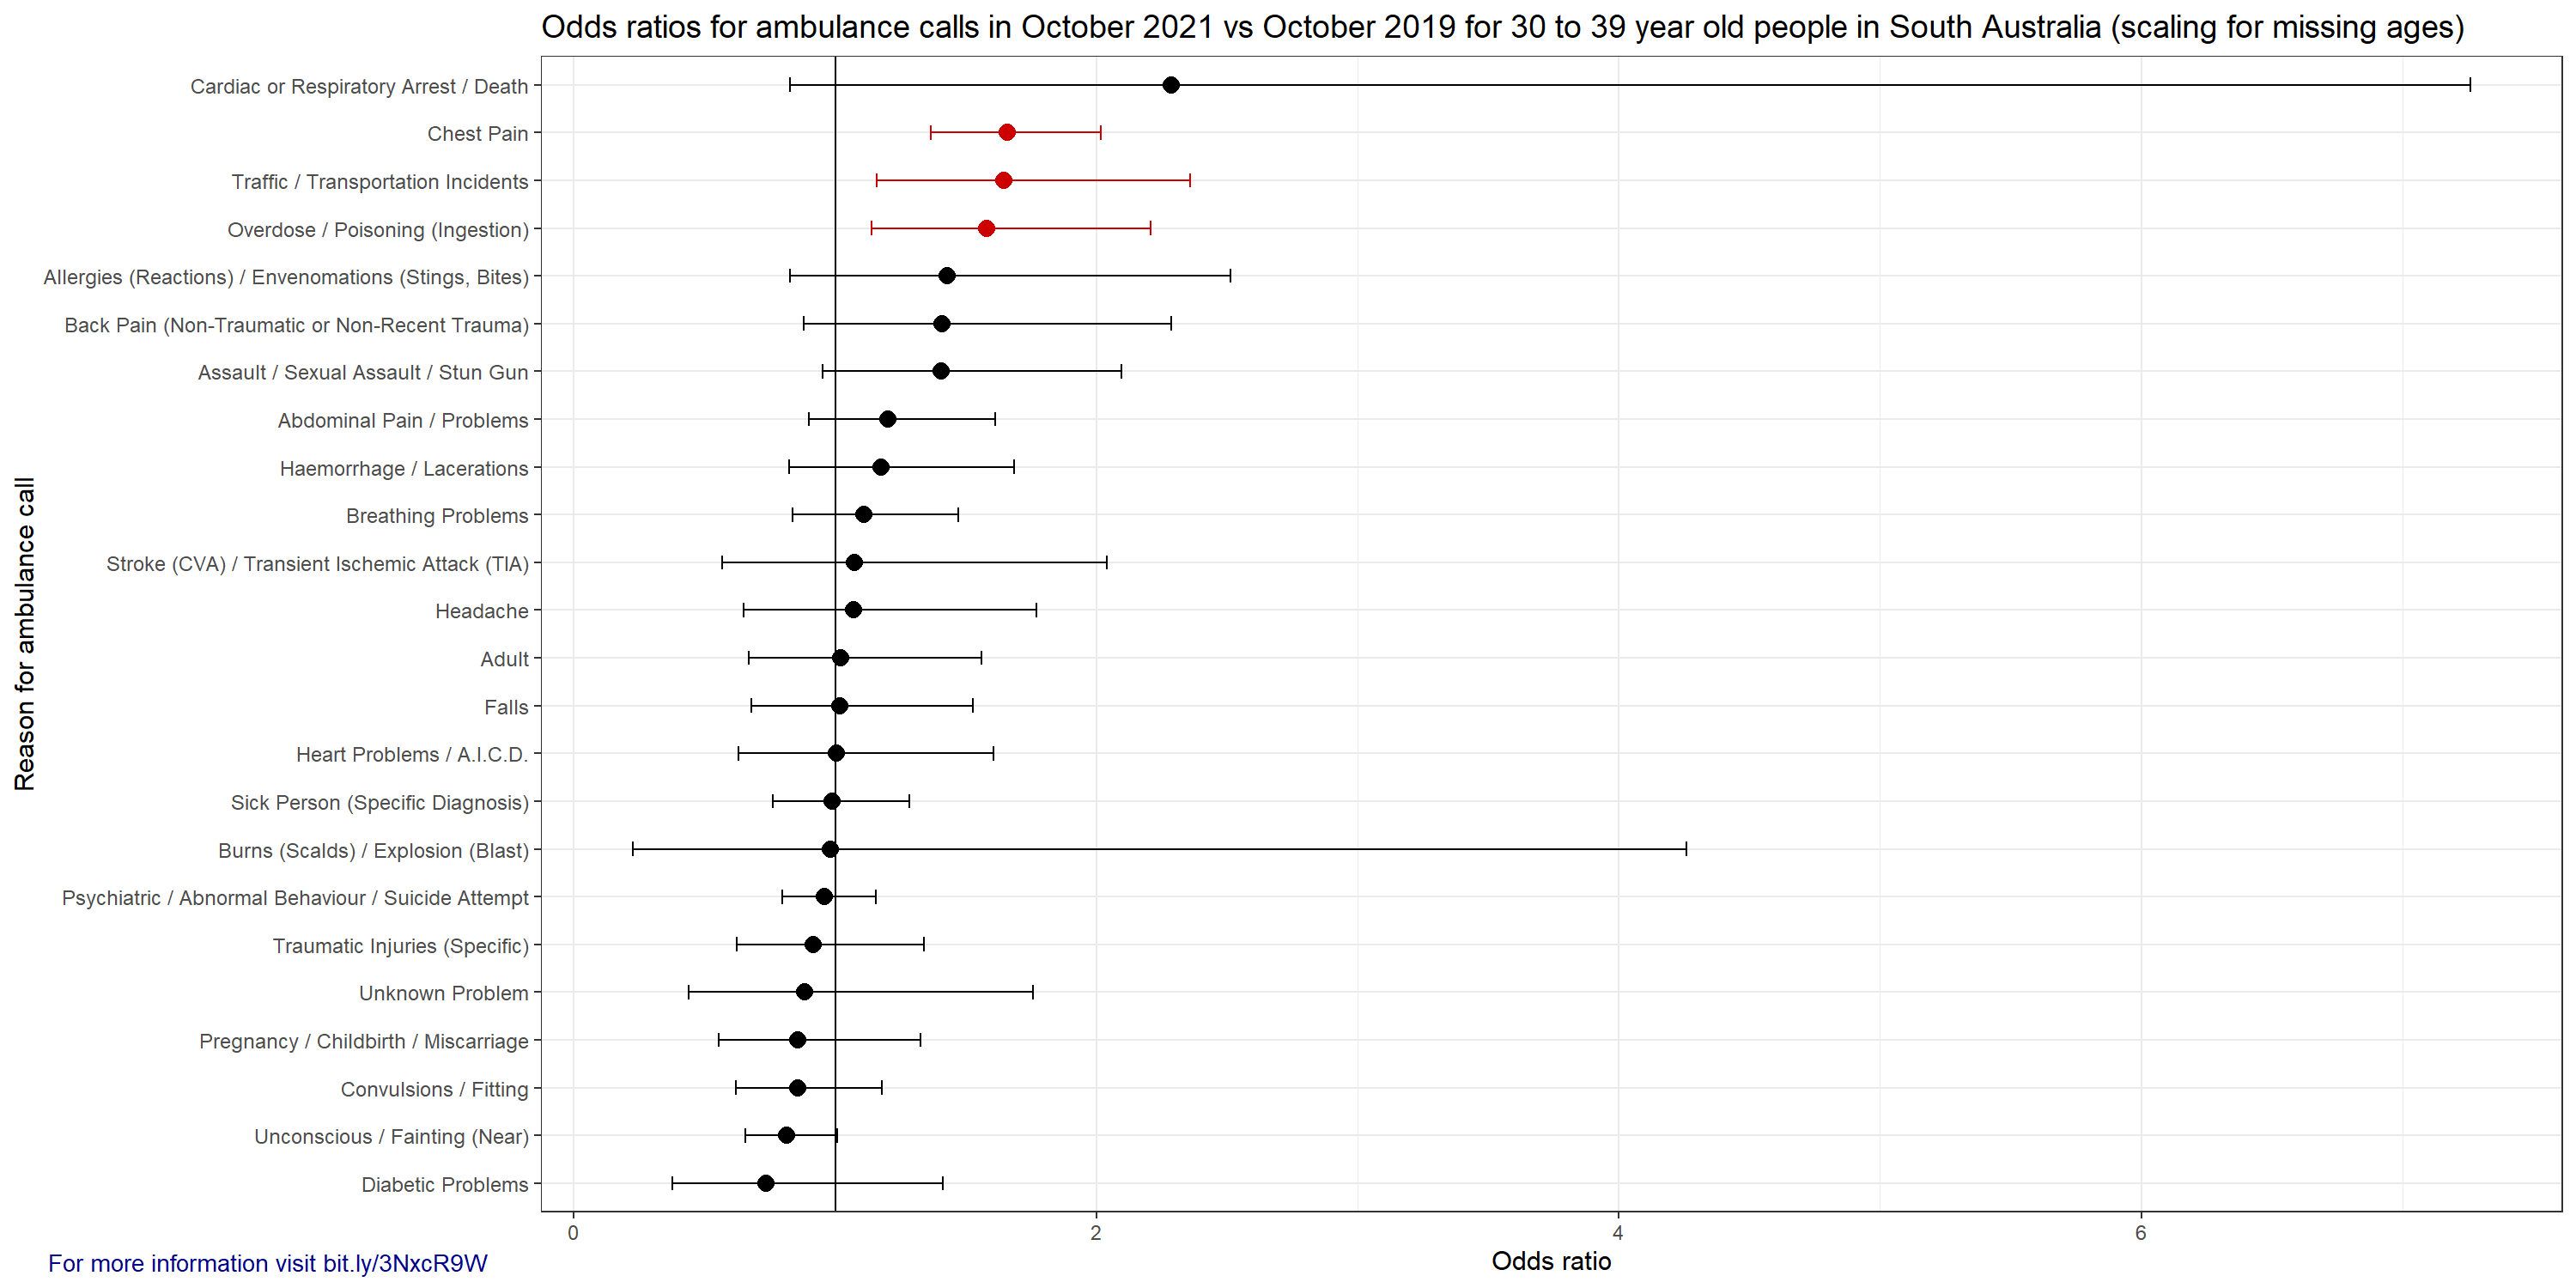 Odds ratios for ambulance calls in October 2021 vs October 2019 for 30 to 39 year old people in South Australia (scaling for missing ages)
Reason for ambulance call
Cardiac or Respiratory Arrest / Death
Chest Pain
Traffic / Transportation Incidents
Overdose / Poisoning (Ingestion)
Allergies (Reactions) / Envenomations (Stings, Bites)
Back Pain (Non-Traumatic or Non-Recent Trauma)
Assault / Sexual Assault / Stun Gun
Abdominal Pain / Problems
Haemorrhage / Lacerations
Breathing Problems
Stroke (CVA) / Transient Ischemic Attack (TIA)
Headache
Adult
Falls
Heart Problems / A.I.C.D.
Sick Person (Specific Diagnosis)
Burns (Scalds) / Explosion (Blast)
Psychiatric / Abnormal Behaviour / Suicide Attempt
Traumatic Injuries (Specific)
Unknown Problem
Pregnancy / Childbirth / Miscarriage
Convulsions / Fitting
Unconscious / Fainting (Near)
Diabetic Problems
0 2 4 6
Odds ratio
For more information visit bit.ly/3NxcR9W